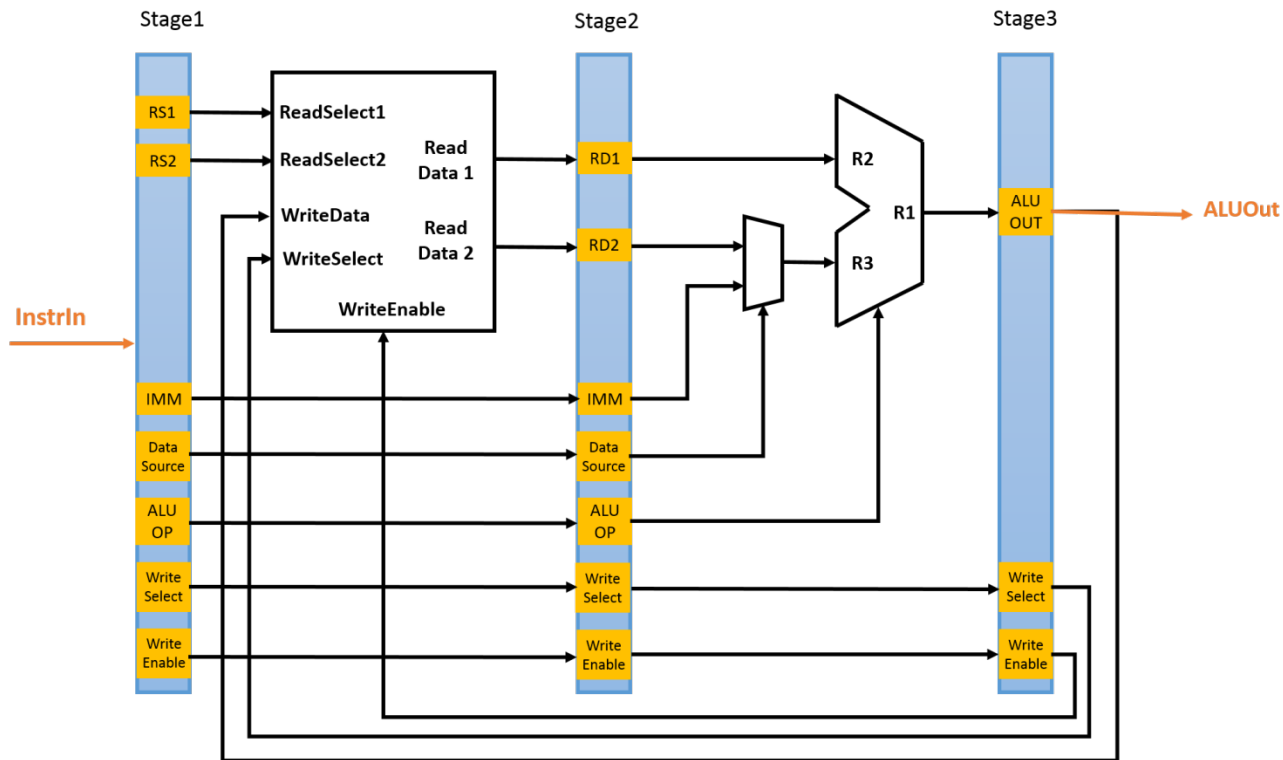 Stage1
Stage2
Stage3
RS1
ReadSelect1
RS2
ReadSelect2
Read
Data 1
RD1
R2
WriteData
Read
Data 2
RD2
R1
ALU
OUT
ALUOut
WriteSelect
R3
WriteEnable
InstrIn
IMM
IMM
Data
Source
Data
Source
ALU
OP
ALU
OP
Write
Select
Write
Select
Write
Select
Write
Enable
Write
Enable
Write
Enable